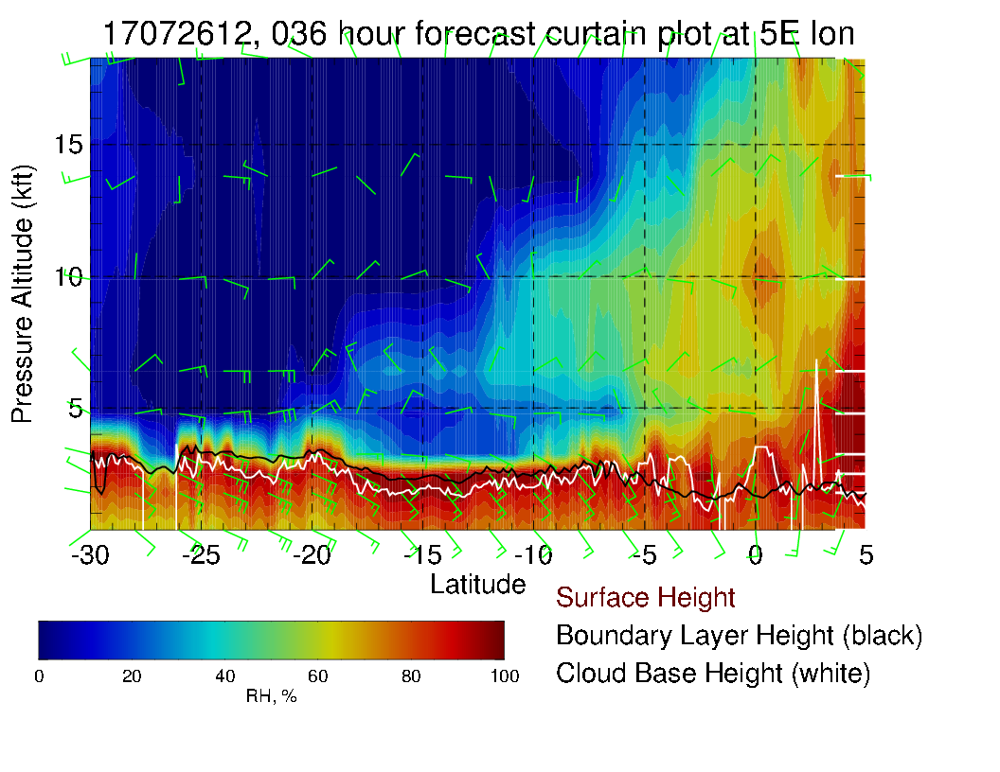 17072612, 036 hour forecast curtain plot at 5E lon
Pressure Altitude (kft)
15
10
5
-30 -25 -20 -15 -10 -5 0 5
Latitude
Surface Height
Boundary Layer Height (black)
Cloud Base Height (white)
0 20 40 60 80 100
RH, %